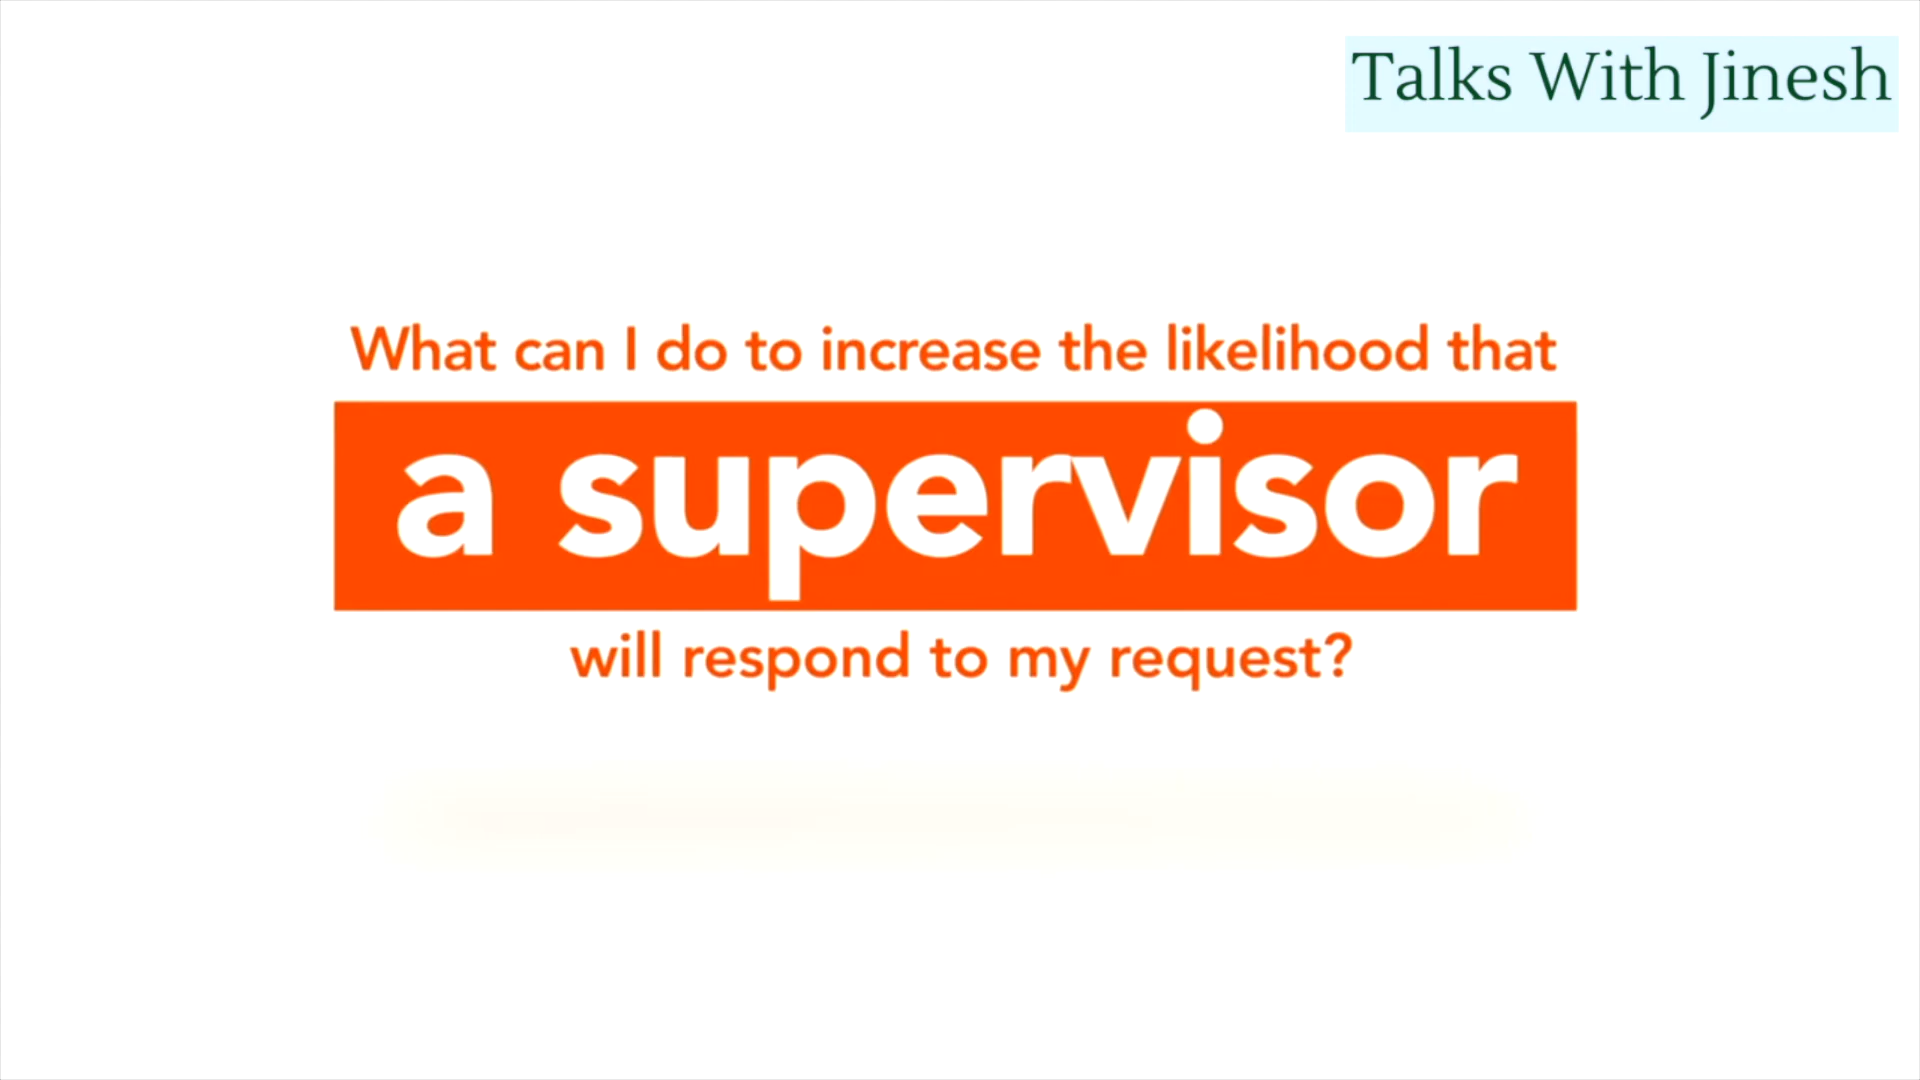 Talks With Jinesh
What can I do to increase the likelihood that
a supervisor
will respond to my request?